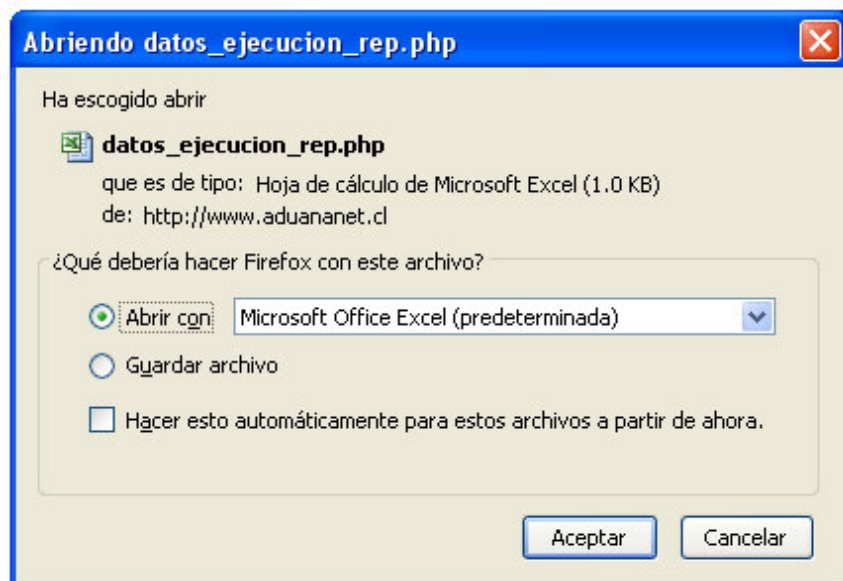 Abriendo datos_ejecucion_rep.php
Ha escogido abrir
datos_ejecucion_rep.php
que es de tipo: Hoja de cálculo de Microsoft Excel (1.0 KB)
de: http://www.aduananet.cl
¿Qué debería hacer Firefox con este archivo?
Abrir con Microsoft Office Excel (predeterminada)
Guardar archivo
Hacer esto automáticamente para estos archivos a partir de ahora.
Aceptar Cancelar